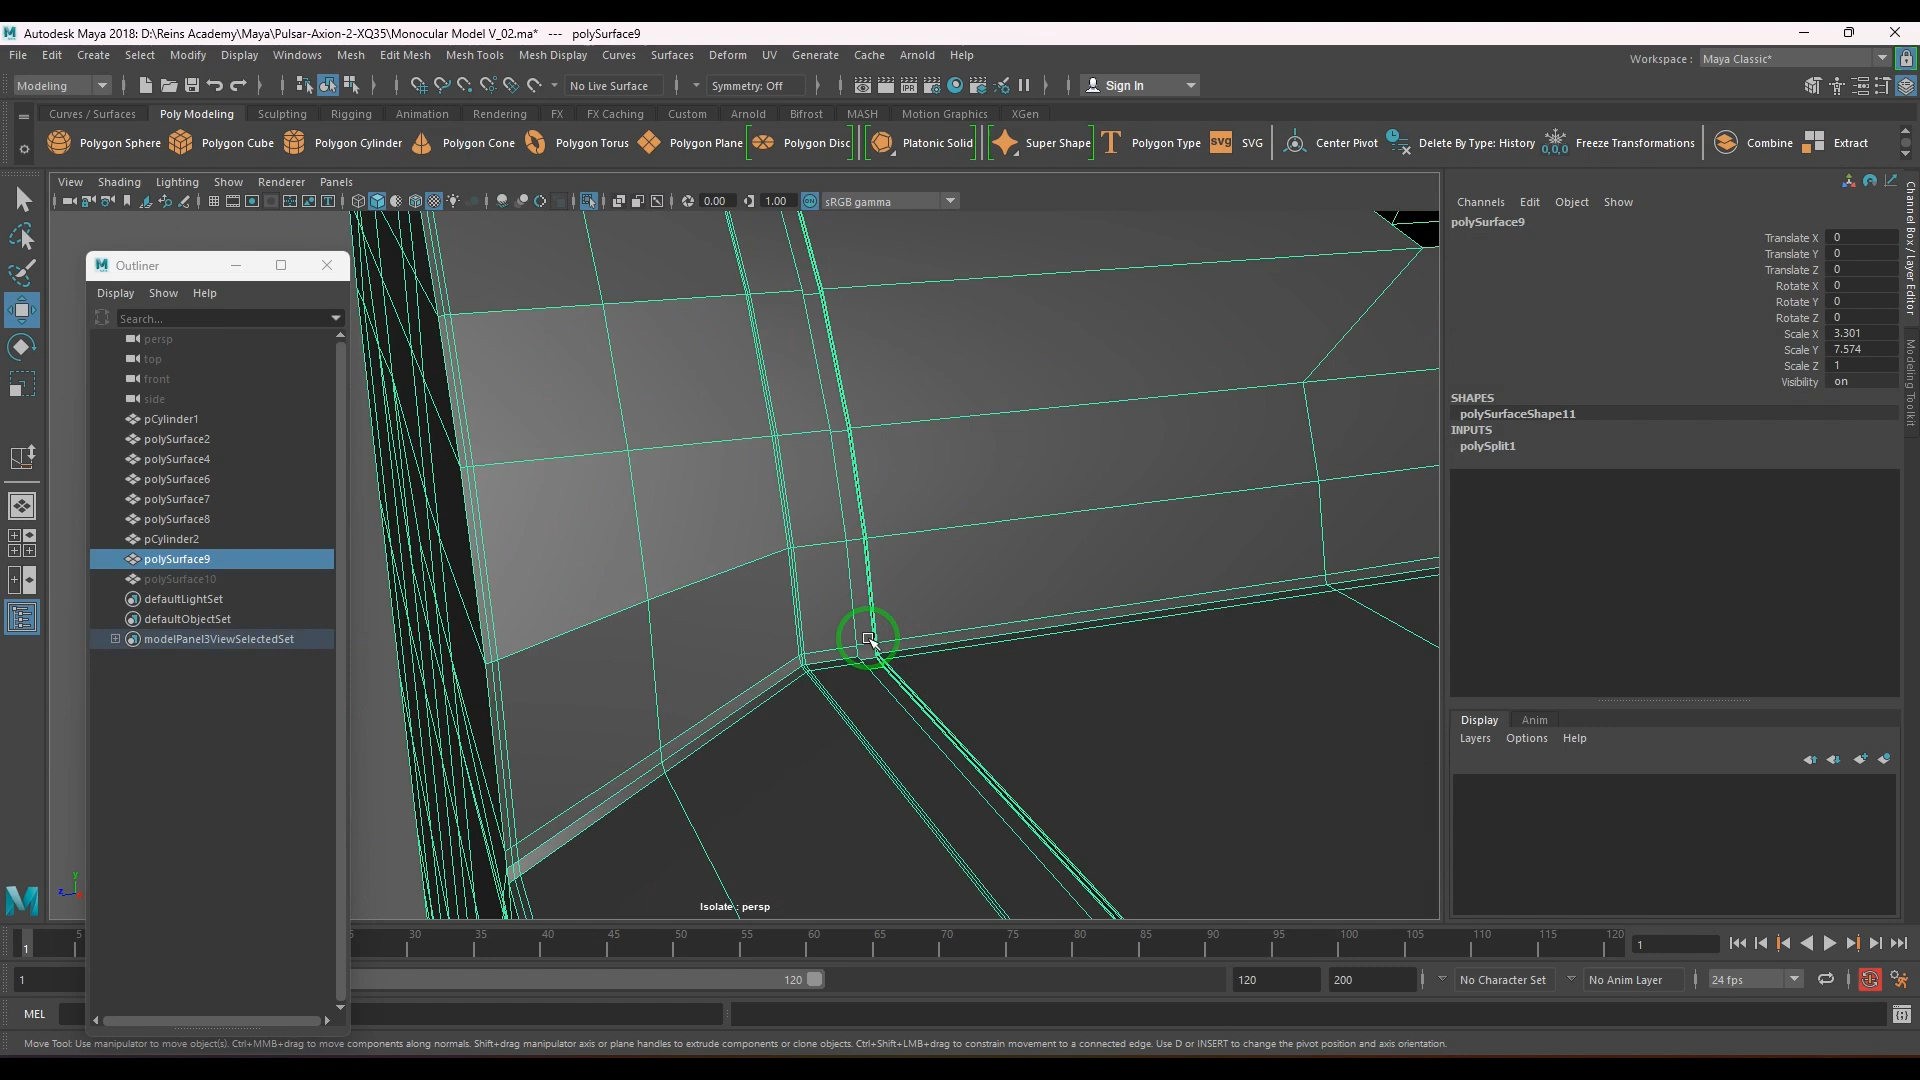 Autodesk Maya 2018: D:\Reins Academy\Maya\Pulsar-Axion-2-XQ35\Monocular Model V_02.ma* --- polySurface9
File Edit Create Select Modify Display Windows Mesh Edit Mesh Mesh Tools Mesh Display Curves Surfaces Deform UV Generate Cache Arnold Help
Workspace : Maya Classic*
Modeling No Live Surface Symmetry: Off Sign In
Curves / Surfaces Poly Modeling Sculpting Rigging Animation Rendering FX FX Caching Custom Arnold Bifrost MASH Motion Graphics XGen
Polygon Sphere Polygon Cube Polygon Cylinder Polygon Cone Polygon Torus Polygon Plane Polygon Disc Platonic Solid Super Shape Polygon Type SVG SVG Center Pivot Delete By Type: History 0,0,0 Freeze Transformations Combine Extract
View Shading Lighting Show Renderer Panels
0.00 1.00 ON sRGB gamma
Channels Edit Object Show
polySurface9
Translate X 0
Translate Y 0
Translate Z 0
Rotate X 0
Rotate Y 0
Rotate Z 0
Scale X 3.301
Scale Y 7.574
Scale Z 1
Visibility on
SHAPES
polySurfaceShape11
INPUTS
polySplit1
Channel Box / Layer Editor
Modeling Toolkit
Outliner
Display Show Help
Search...
persp
top
front
side
pCylinder1
polySurface2
polySurface4
polySurface6
polySurface7
polySurface8
pCylinder2
polySurface9
polySurface10
defaultLightSet
defaultObjectSet
modelPanel3ViewSelectedSet
Isolate : persp
y
z
Display Anim
Layers Options Help
1 5 30 35 40 45 50 55 60 65 70 75 80 85 90 95 100 105 110 115 120 1
1 120 120 200 No Character Set No Anim Layer 24 fps
MEL
Move Tool: Use manipulator to move object(s). Ctrl+MMB+drag to move components along normals. Shift+drag manipulator axis or plane handles to extrude components or clone objects. Ctrl+Shift+LMB+drag to constrain movement to a connected edge. Use D or INSERT to change the pivot position and axis orientation.